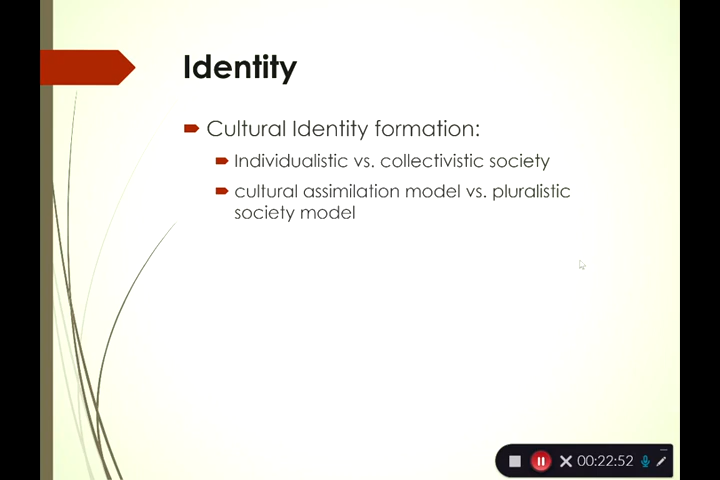 Identity
Cultural Identity formation:
Individualistic vs. collectivistic society
cultural assimilation model vs. pluralistic
society model
00:22:52